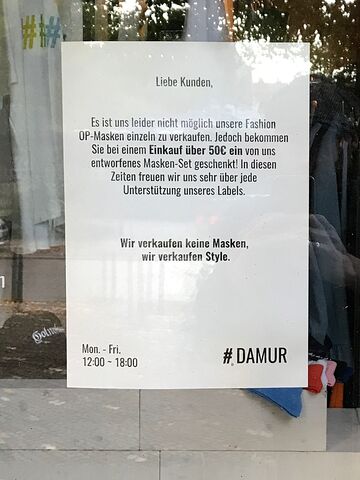 ##
Liebe Kunden,
Es ist uns leider nicht möglich unsere Fashion
OP-Masken einzeln zu verkaufen. Jedoch bekommen
Sie bei einem Einkauf über 50€ ein von uns
entworfenes Masken-Set geschenkt! In diesen
Zeiten freuen wir uns sehr über jede
Unterstützung unseres Labels.
Wir verkaufen keine Masken,
wir verkaufen Style.
Mon. - Fri.
12:00 ~ 18:00
#DAMUR